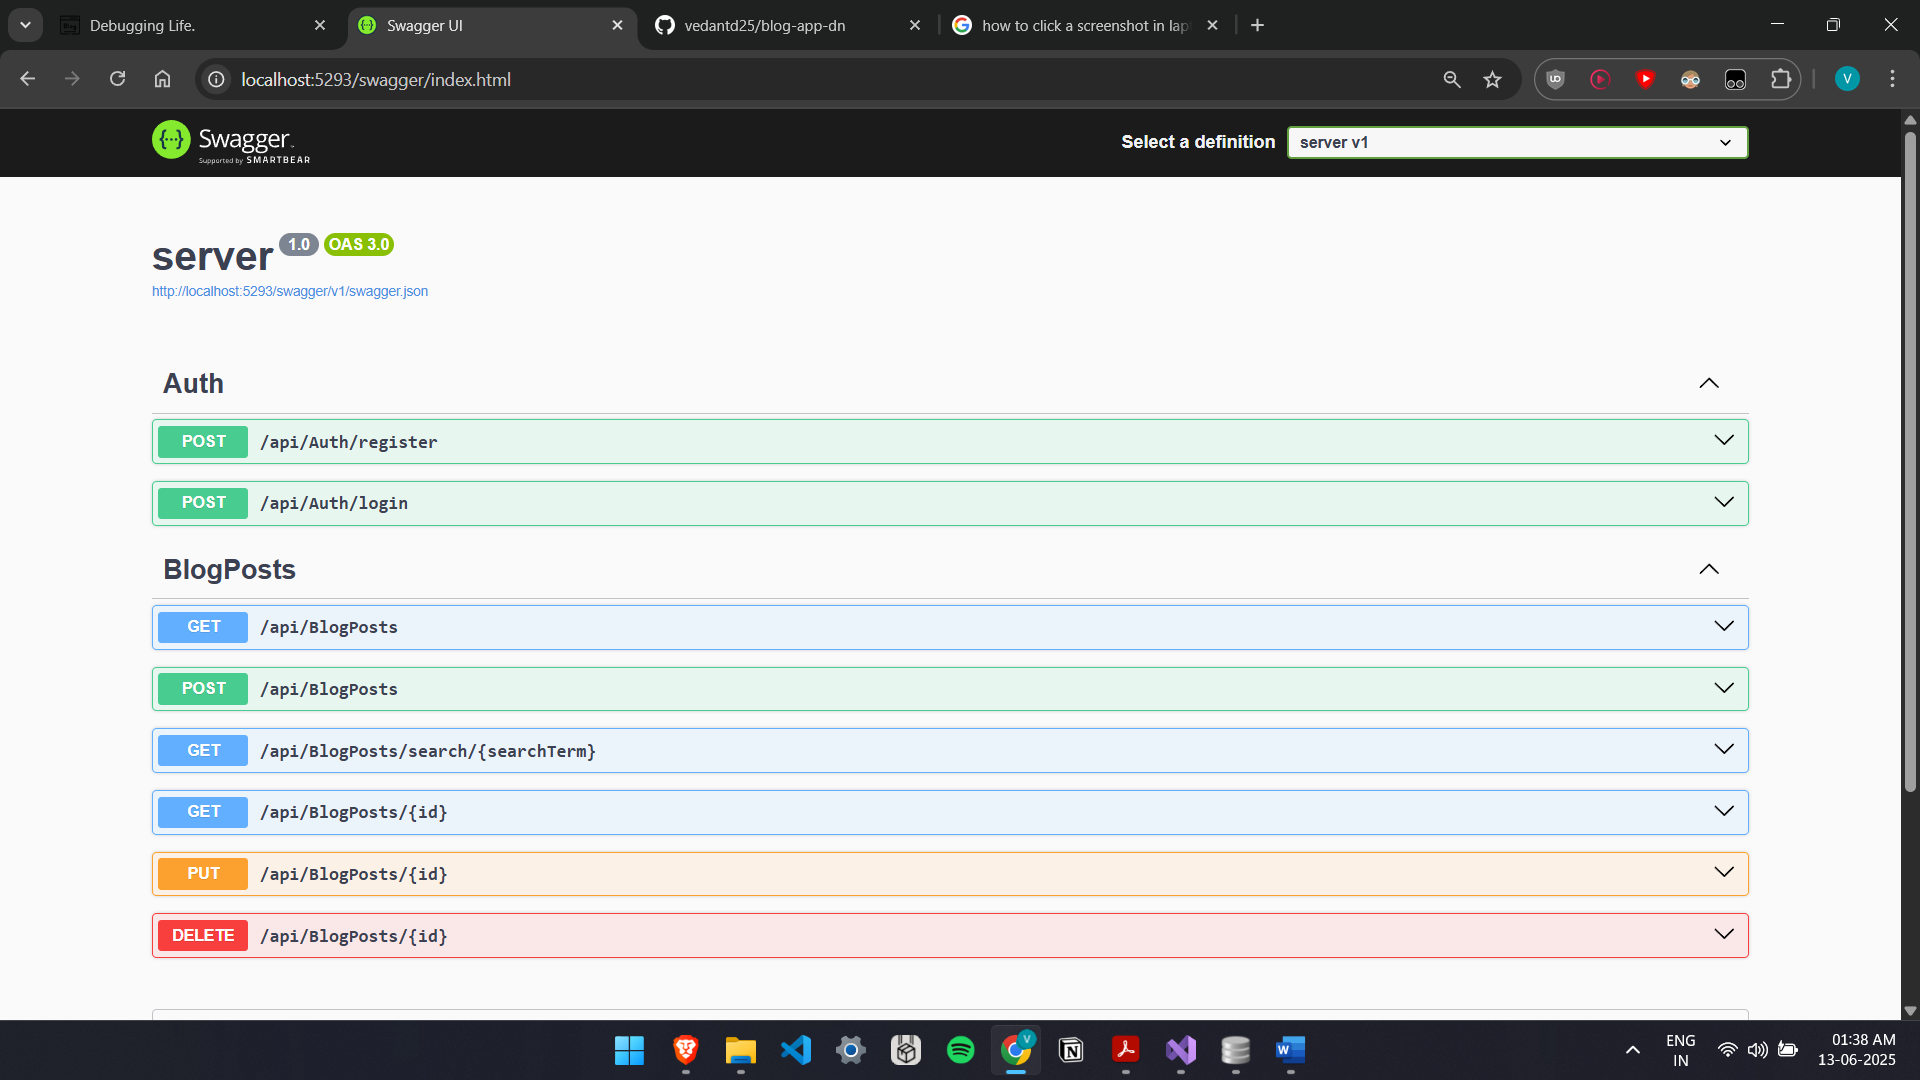 Debugging Life.
Swagger UI
vedantd25/blog-app-dn
how to click a screenshot in lap
localhost:5293/swagger/index.html
V
Swagger
Supported by SMARTBEAR
Select a definition
server v1
server 1.0 OAS 3.0
http://localhost:5293/swagger/v1/swagger.json
Auth
POST /api/Auth/register
POST /api/Auth/login
BlogPosts
GET /api/BlogPosts
POST /api/BlogPosts
GET /api/BlogPosts/search/{searchTerm}
GET /api/BlogPosts/{id}
PUT /api/BlogPosts/{id}
DELETE /api/BlogPosts/{id}
ENG
IN
01:38 AM
13-06-2025